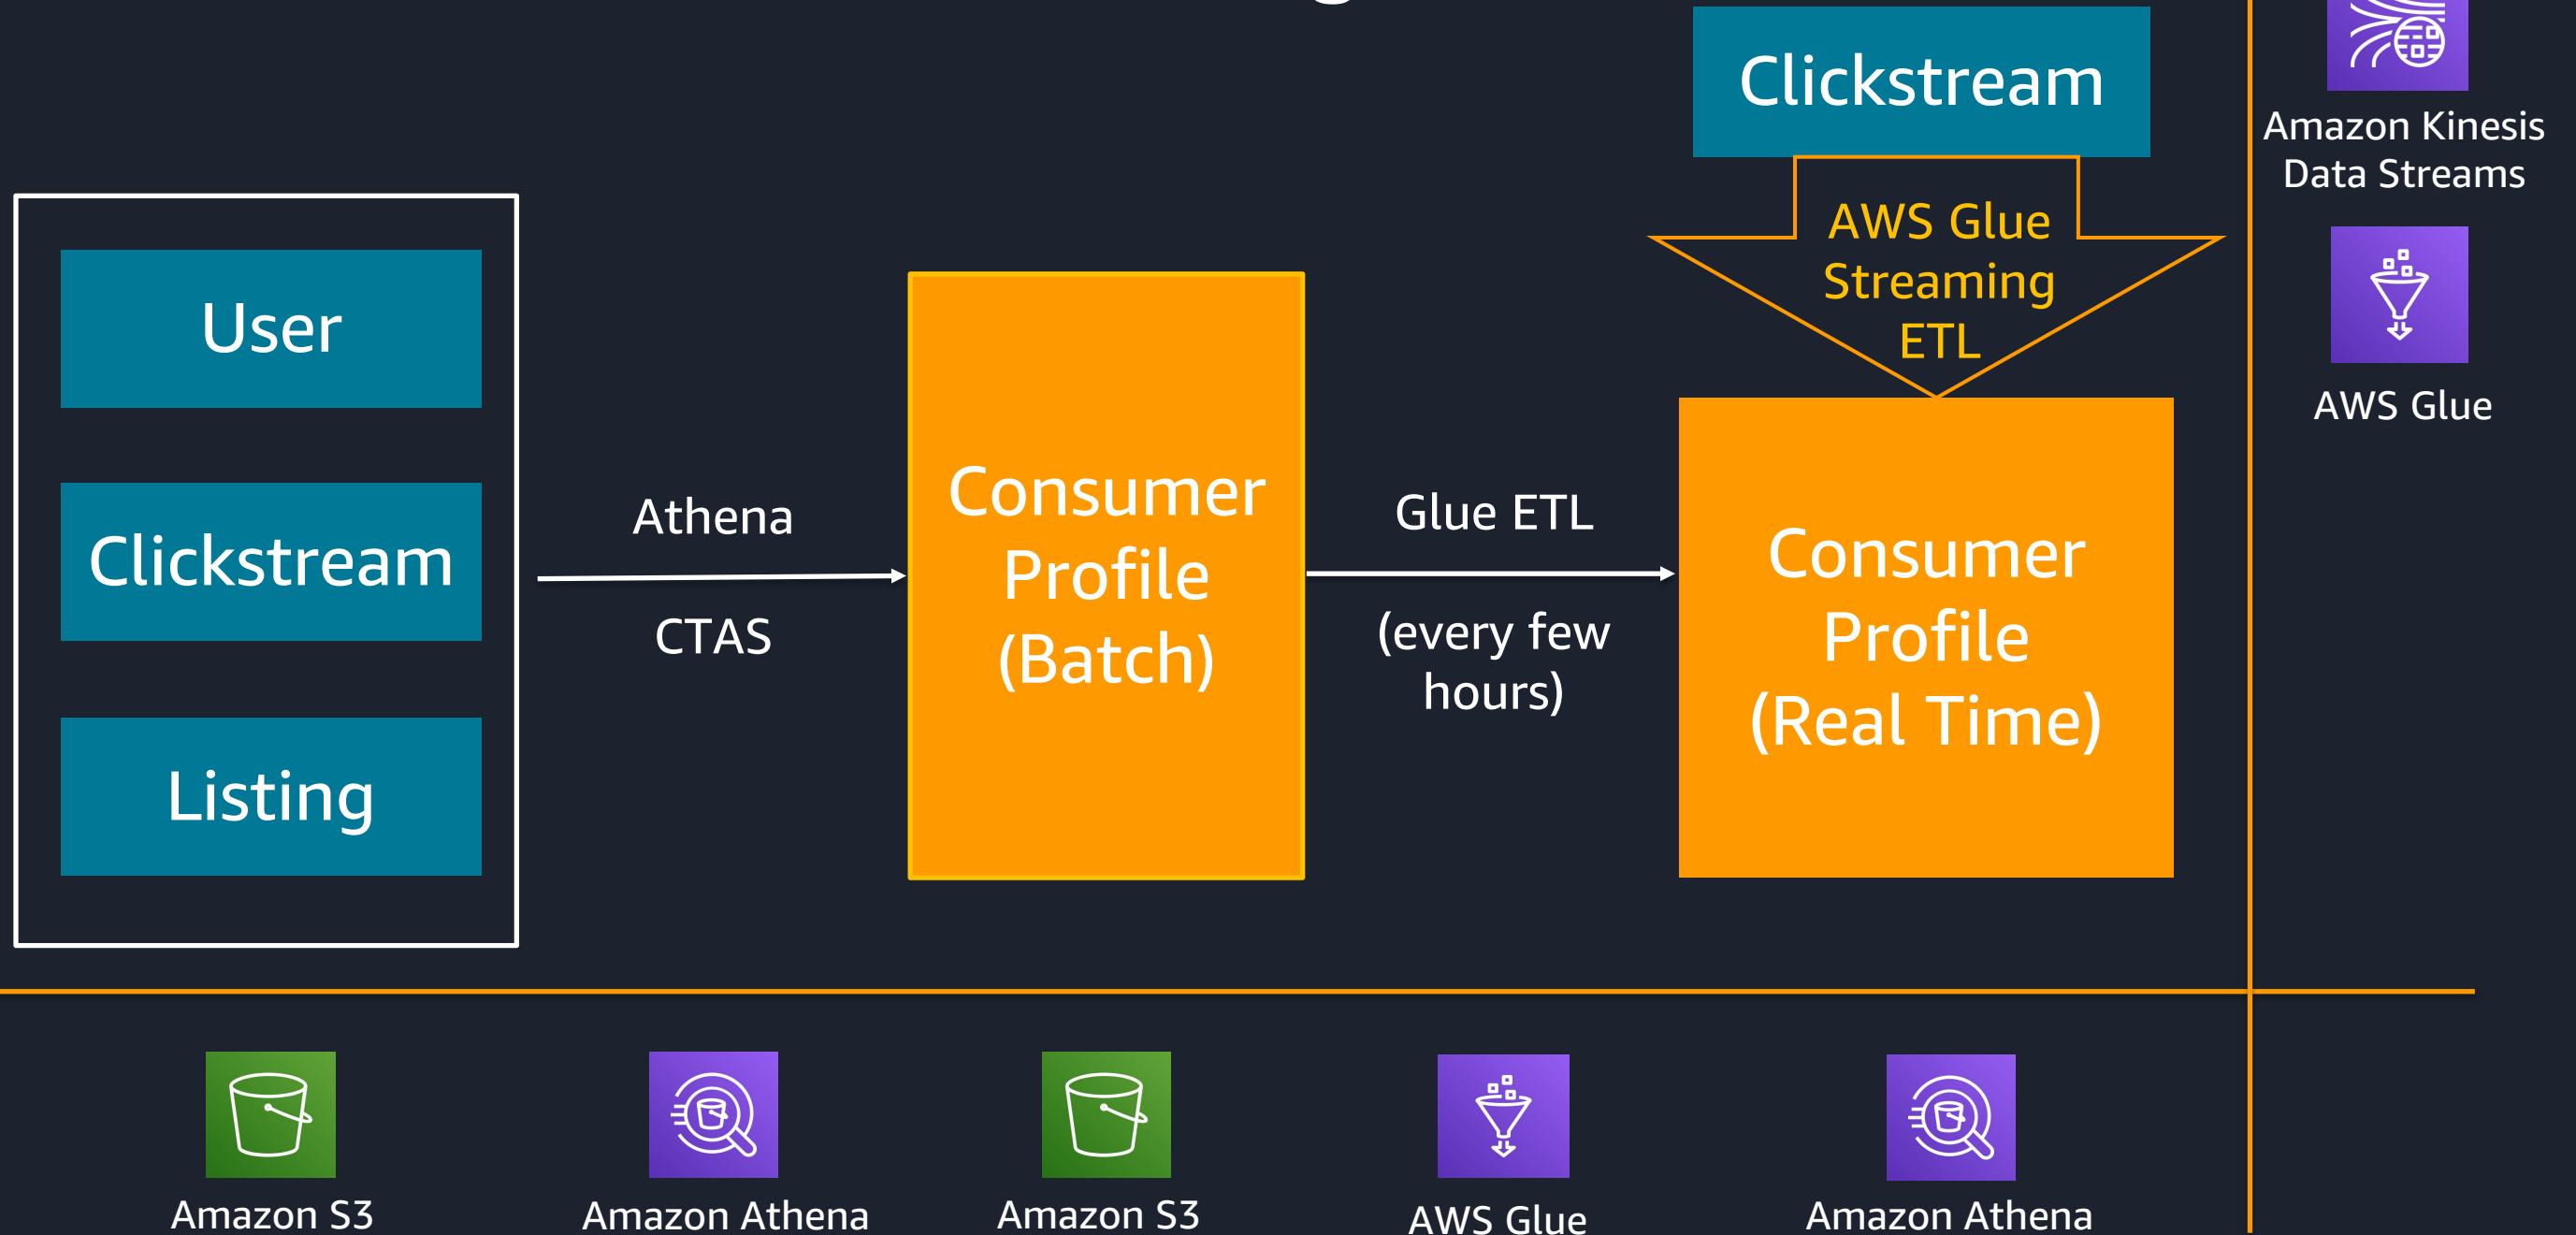 Clickstream
Amazon Kinesis
Data Streams
AWS Glue
Streaming
ETL
AWS Glue
User
Clickstream
Listing
Athena
CTAS
Consumer
Profile
(Batch)
Glue ETL
(every few
hours)
Consumer
Profile
(Real Time)
Amazon S3
Amazon Athena
Amazon S3
AWS Glue
Amazon Athena